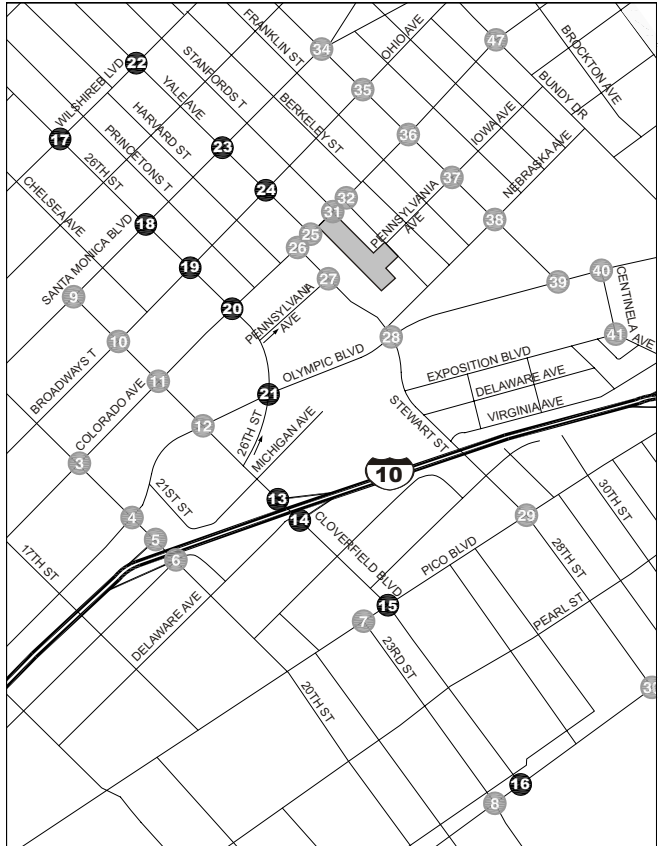 FRANKLIN ST
34
OHIO AVE
47
BROCKTON AVE
22
STANFORDS T
WILSHIREB LVD
YALEAVE
35
BUNDY DR
HARVARD ST
BERKELEY ST
IOWA AVE
17
PRINCETONS T
23
36
NEBRASKA AVE
26TH ST
24
32
37
CHELSEA AVE
31
PENNSYLVANIA
AVE
18
25
38
SANTA MONICA BLVD
26
19
27
40
9
39
CENTINELA AVE
20
PENNSYLVANIA
AVE
10
28
41
BROADWAYS T
OLYMPIC BLVD
EXPOSITION BLVD
11
21
DELAWARE AVE
COLORADO AVE
12
26TH ST
MICHIGAN AVE
STEWART ST
VIRGINIA AVE
3
10
21ST ST
13
30TH ST
4
14
29
5
CLOVERFIELD BLVD
PICO BLVD
28TH ST
6
17TH ST
15
PEARL ST
DELAWARE AVE
7
23RD ST
20TH ST
30
16
8